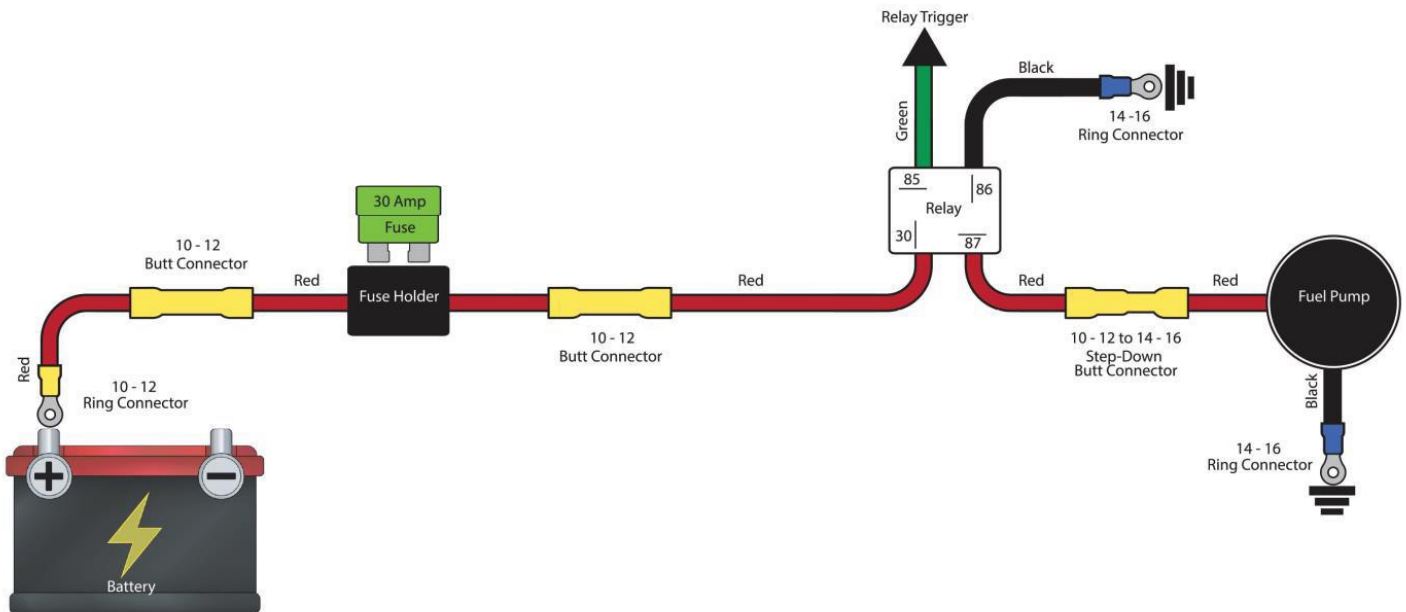 Relay Trigger
Black
14 -16
Ring Connector
Green
85
86
Relay
30
87
30 Amp
Fuse
10 - 12
Butt Connector
Red
Fuse Holder
Red
Red
Red
Fuel Pump
10 - 12
Butt Connector
10 - 12 to 14 - 16
Step-Down
Butt Connector
Red
10 - 12
Ring Connector
Black
14 - 16
Ring Connector
+
−
Battery